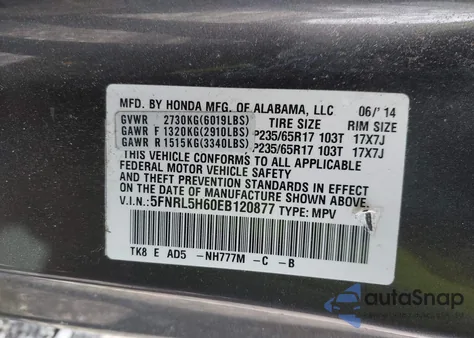 MFD. BY HONDA MFG. OF ALABAMA, LLC 06/'14
TIRE SIZE RIM SIZE
GVWR 2730KG(6019LBS)
GAWR F 1320KG(2910LBS) P235/65R17 103T 17X7J
GAWR R 1515KG(3340LBS) P235/65R17 103T 17X7J
THIS VEHICLE CONFORMS TO ALL APPLICABLE
FEDERAL MOTOR VEHICLE SAFETY AND
THEFT PREVENTION STANDARDS IN EFFECT
ON THE DATE OF MANUFACTURE SHOWN ABOVE.
V.I.N.: 5FNRL5H60EB120877 TYPE: MPV
TK8 E AD5 -NH777M -C -B
autaSnap